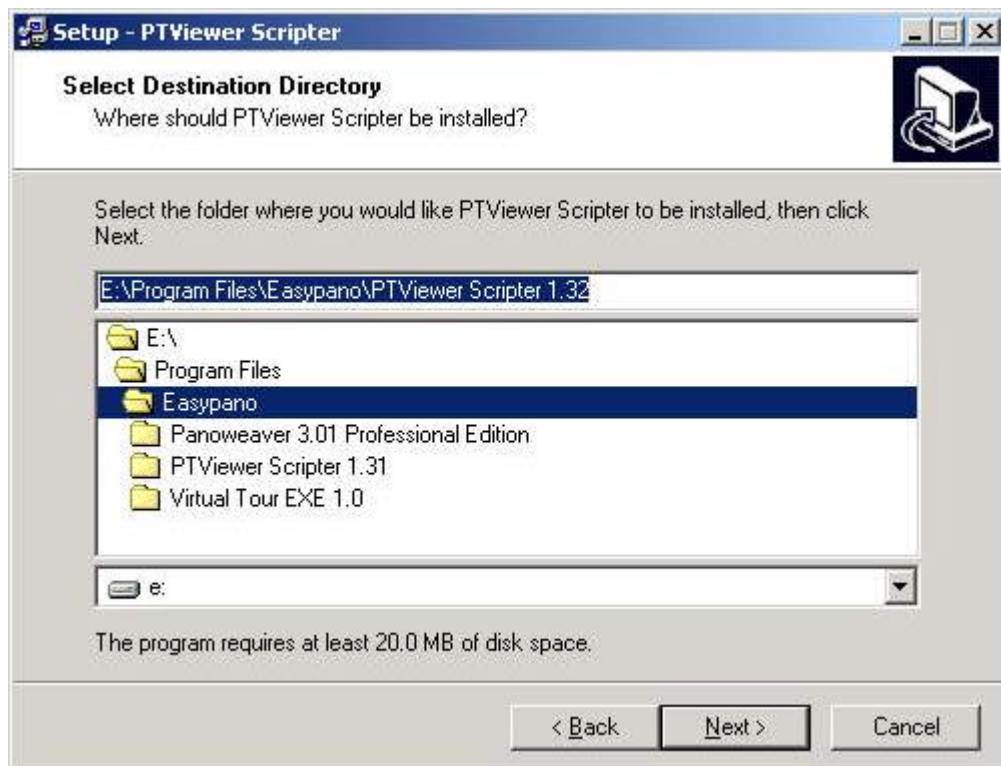 Setup - PTViewer Scripter
Select Destination Directory
Where should PTViewer Scripter be installed?
Select the folder where you would like PTViewer Scripter to be installed, then click
Next.
E:\Program Files\Easypano\PTViewer Scripter 1.32
E:\
Program Files
Easypano
Panoweaver 3.01 Professional Edition
PTViewer Scripter 1.31
Virtual Tour EXE 1.0
e:
The program requires at least 20.0 MB of disk space.
< Back Next > Cancel